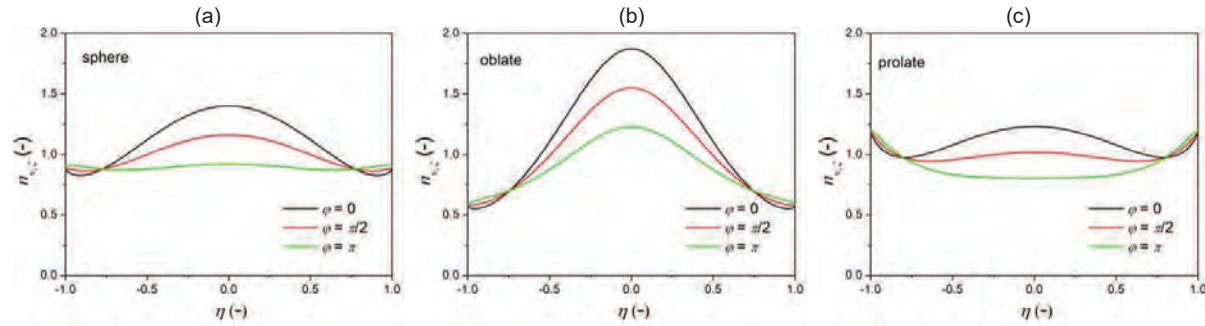 (a)
(b)
(c)
2.0
1.5
1.0
0.5
0.0
sphere
φ = 0
φ = π/2
φ = π
-1.0 -0.5 0.0 0.5 1.0
η (-)
2.0
1.5
1.0
0.5
0.0
oblate
φ = 0
φ = π/2
φ = π
-1.0 -0.5 0.0 0.5 1.0
η (-)
2.0
1.5
1.0
0.5
0.0
prolate
φ = 0
φ = π/2
φ = π
-1.0 -0.5 0.0 0.5 1.0
η (-)